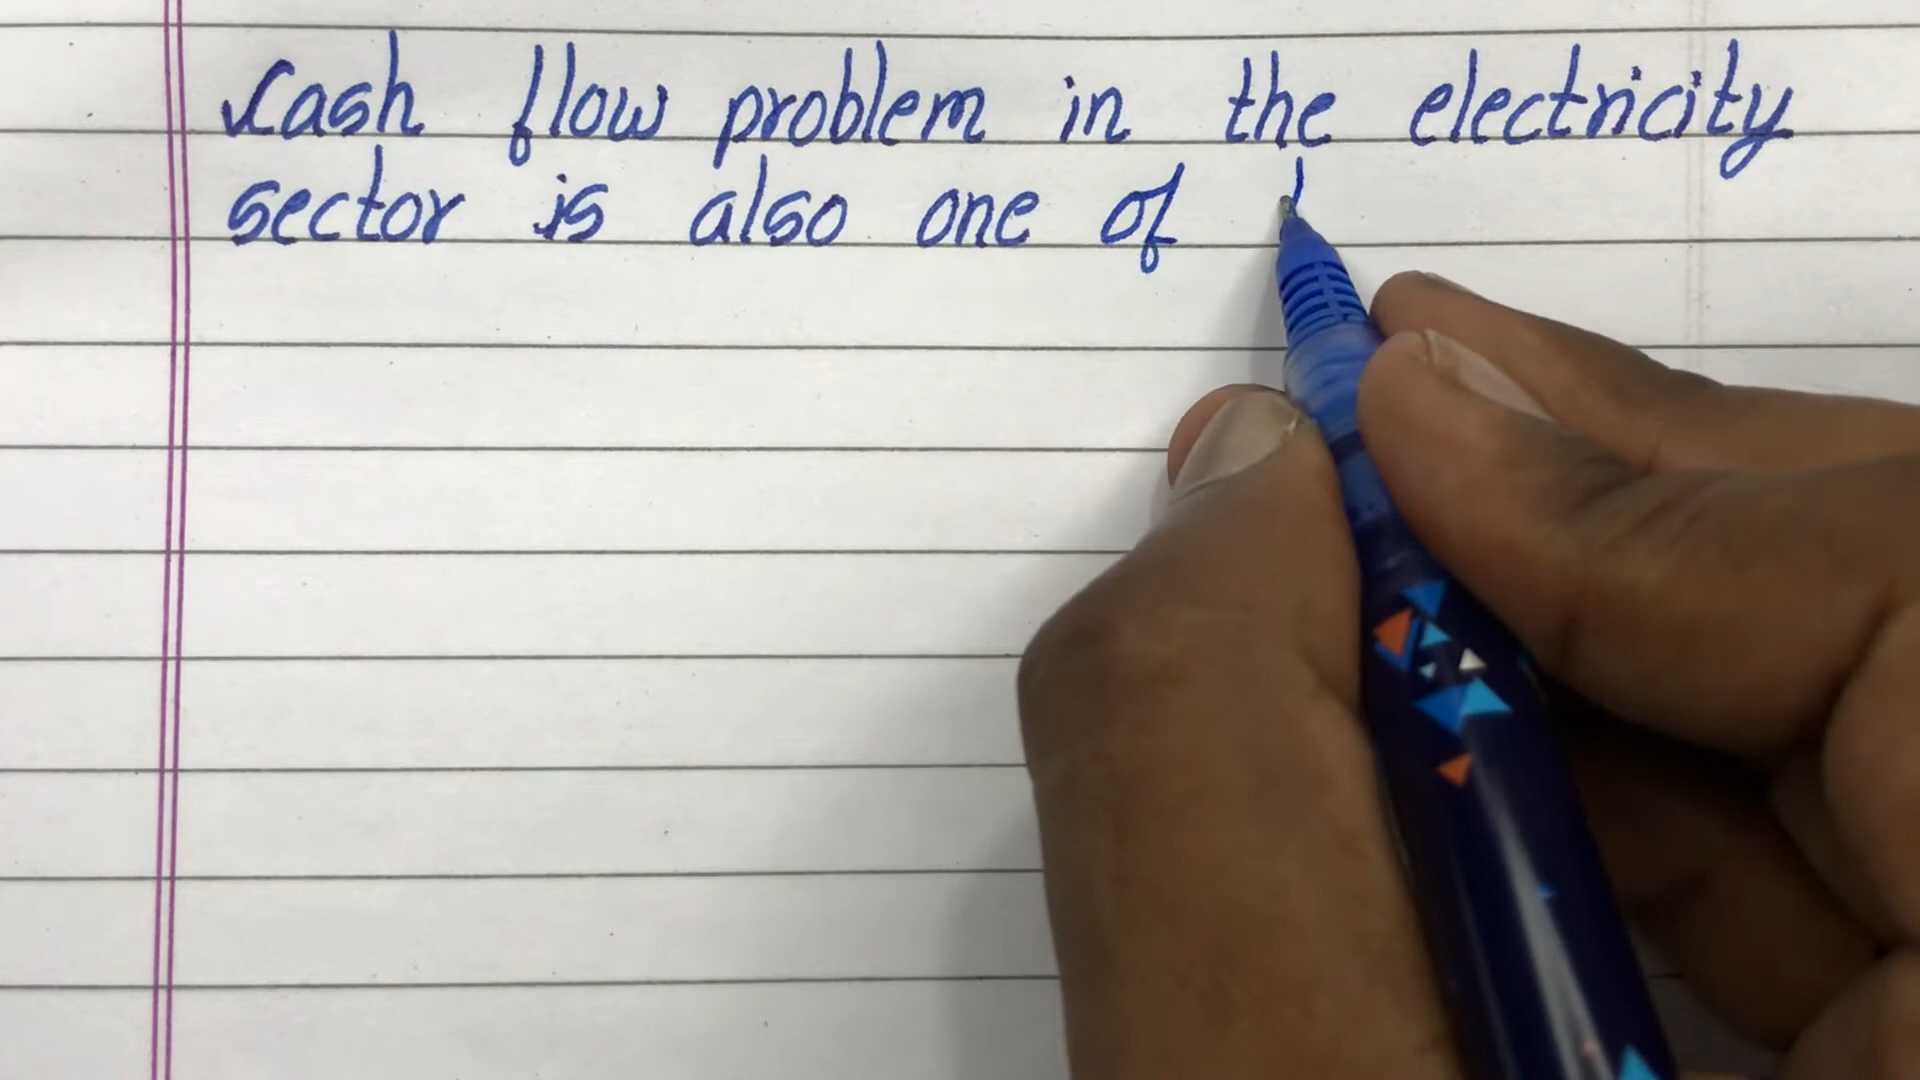 Cash flow problem in the electricity
sector is also one of